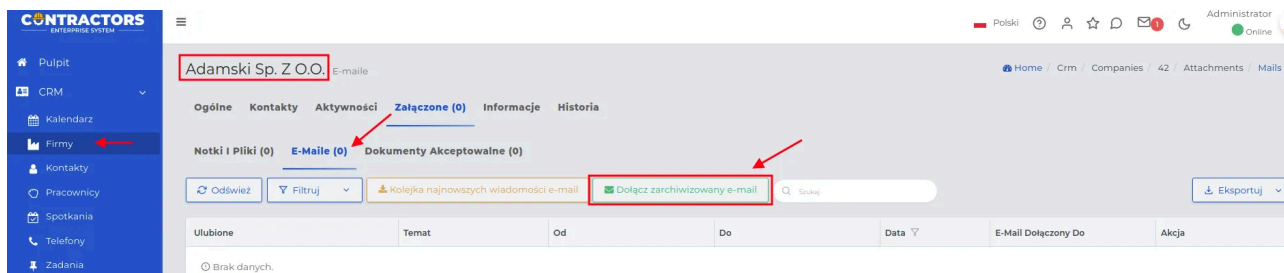 CONTRACTORS
ENTERPRISE SYSTEM
Polski
1
Administrator
Online
Pulpit
CRM
Kalendarz
Firmy
Kontakty
Pracownicy
Spotkania
Telefony
Zadania
Adamski Sp. Z O.O. E-maile
Home / Crm / Companies / 42 / Attachments / Mails
Ogólne Kontakty Aktywności Załączone (0) Informacje Historia
Notki I Pliki (0) E-Maile (0) Dokumenty Akceptowalne (0)
Odśwież Filtruj Kolejka najnowszych wiadomości e-mail Dołącz zarchiwizowany e-mail Szukaj Eksportuj
Ulubione Temat Od Do Data E-Mail Dołączony Do Akcja
Brak danych.